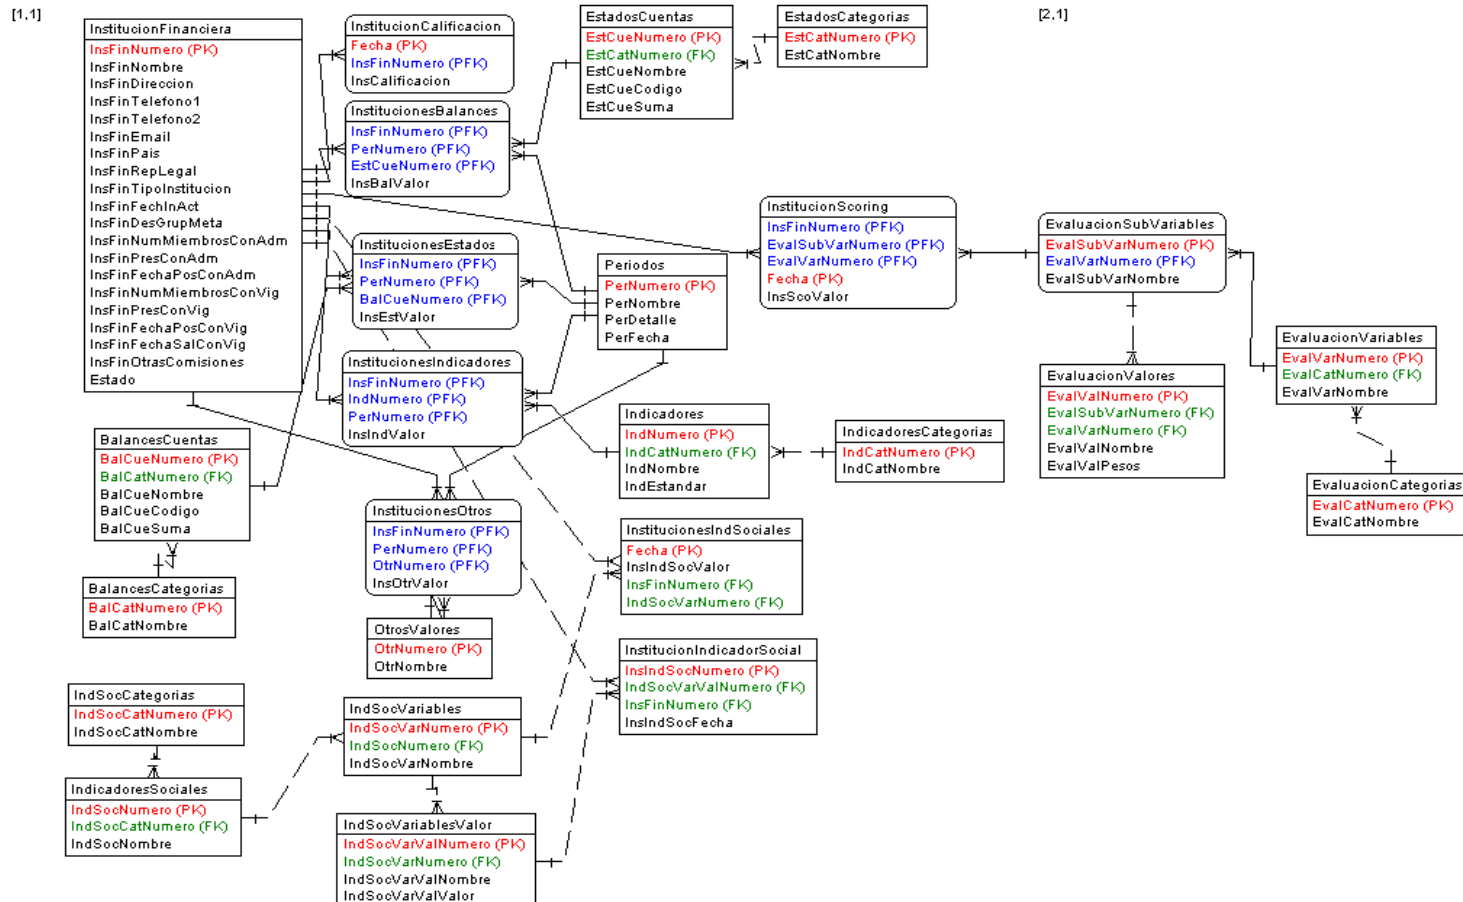 [1,1]
[2,1]
InstitucionFinanciera
InsFinNumero (PK)
InsFinNombre
InsFinDireccion
InsFinTelefono1
InsFinTelefono2
InsFinEmail
InsFinPais
InsFinRepLegal
InsFinTipoInstitucion
InsFinFechInAct
InsFinDesGrupMeta
InsFinNumMiembrosConAdm
InsFinPresConAdm
InsFinFechaPosConAdm
InsFinNumMiembrosConVig
InsFinPresConVig
InsFinFechaPosConVig
InsFinFechaSalConVig
InsFinOtrasComisiones
Estado
InstitucionCalificacion
Fecha (PK)
InsFinNumero (PFK)
InsCalificacion
InstitucionesBalances
InsFinNumero (PFK)
PerNumero (PFK)
EstCueNumero (PFK)
InsBalValor
EstadosCuentas
EstCueNumero (PK)
EstCatNumero (FK)
EstCueNombre
EstCueCodigo
EstCueSuma
EstadosCategorias
EstCatNumero (PK)
EstCatNombre
InstitucionesEstados
InsFinNumero (PFK)
PerNumero (PFK)
BalCueNumero (PFK)
InsEstValor
Periodos
PerNumero (PK)
PerNombre
PerDetalle
PerFecha
InstitucionScoring
InsFinNumero (PFK)
EvalSubVarNumero (PFK)
EvalVarNumero (PFK)
Fecha (PK)
InsScoValor
EvaluacionSubVariables
EvalSubVarNumero (PK)
EvalVarNumero (PFK)
EvalSubVarNombre
EvaluacionVariables
EvalVarNumero (PK)
EvalCatNumero (FK)
EvalVarNombre
EvaluacionValores
EvalValNumero (PK)
EvalSubVarNumero (FK)
EvalVarNumero (FK)
EvalValNombre
EvalValPesos
EvaluacionCategorias
EvalCatNumero (PK)
EvalCatNombre
InstitucionesIndicadores
InsFinNumero (PFK)
IndNumero (PFK)
PerNumero (PFK)
InsIndValor
Indicadores
IndNumero (PK)
IndCatNumero (FK)
IndNombre
IndEstandar
IndicadoresCategorias
IndCatNumero (PK)
IndCatNombre
BalancesCuentas
BalCueNumero (PK)
BalCatNumero (FK)
BalCueNombre
BalCueCodigo
BalCueSuma
BalancesCategorias
BalCatNumero (PK)
BalCatNombre
InstitucionesOtros
InsFinNumero (PFK)
PerNumero (PFK)
OtrNumero (PFK)
InsOtrValor
OtrosValores
OtrNumero (PK)
OtrNombre
InstitucionesIndSociales
Fecha (PK)
InsIndSocValor
InsFinNumero (FK)
IndSocVarNumero (FK)
InstitucionIndicadorSocial
InsIndSocNumero (PK)
IndSocVarValNumero (FK)
InsFinNumero (FK)
InsIndSocFecha
IndSocCategorias
IndSocCatNumero (PK)
IndSocCatNombre
IndicadoresSociales
IndSocNumero (PK)
IndSocCatNumero (FK)
IndSocNombre
IndSocVariables
IndSocVarNumero (PK)
IndSocNumero (FK)
IndSocVarNombre
IndSocVariablesValor
IndSocVarValNumero (PK)
IndSocVarNumero (FK)
IndSocVarValNombre
IndSocVarValValor